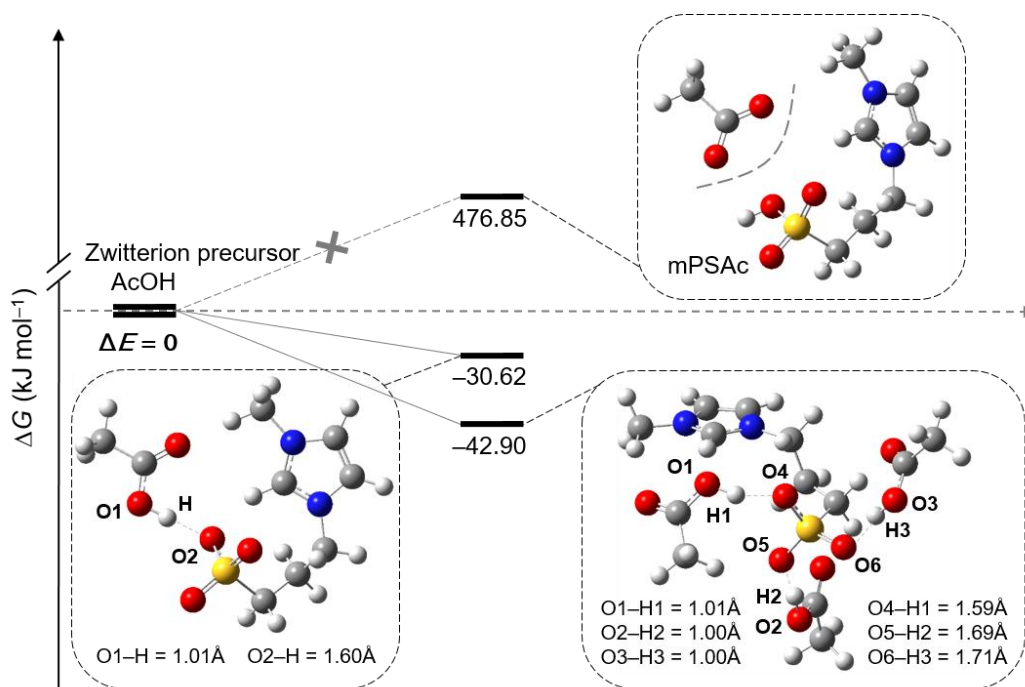 ΔG (kJ mol⁻¹)
Zwitterion precursor
AcOH
ΔE = 0
476.85
–30.62
–42.90
mPSAc
O1
H
O2
O1–H = 1.01Å O2–H = 1.60Å
O1
H1
O4
O3
H3
O5
O6
H2
O2
O1–H1 = 1.01Å O4–H1 = 1.59Å
O2–H2 = 1.00Å O5–H2 = 1.69Å
O3–H3 = 1.00Å O6–H3 = 1.71Å